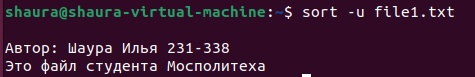 shaura@shaura-virtual-machine:~$ sort -u file1.txt

Автор: Шаура Илья 231-338
Это файл студента Мосполитеха